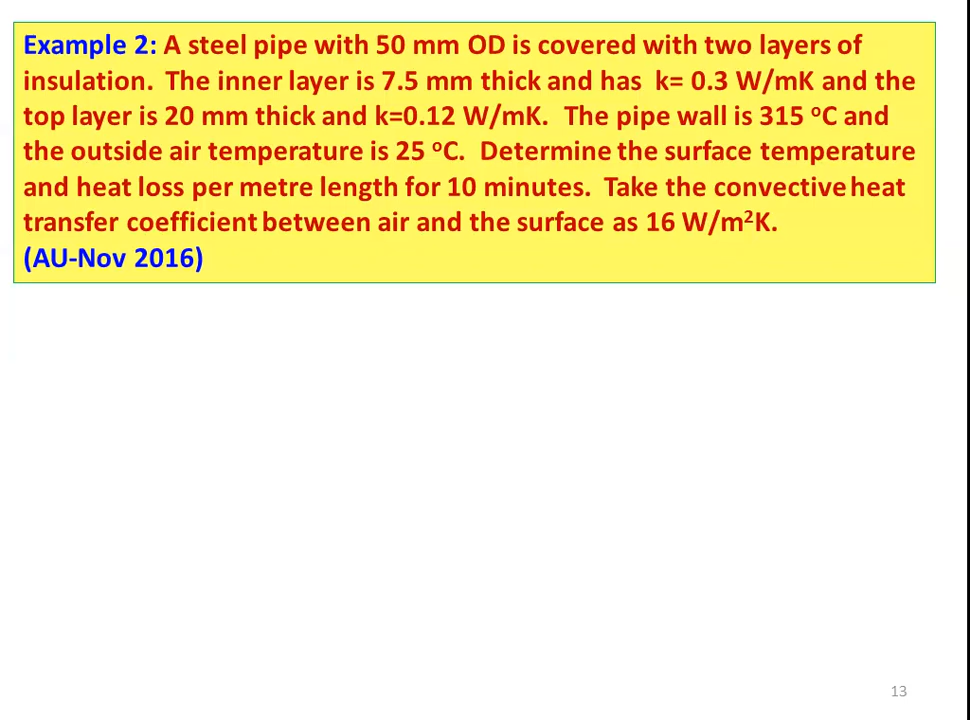 Example 2: A steel pipe with 50 mm OD is covered with two layers of
insulation. The inner layer is 7.5 mm thick and has k= 0.3 W/mK and the
top layer is 20 mm thick and k=0.12 W/mK. The pipe wall is 315 ºC and
the outside air temperature is 25 ºC. Determine the surface temperature
and heat loss per metre length for 10 minutes. Take the convective heat
transfer coefficient between air and the surface as 16 W/m²K.
(AU-Nov 2016)
13